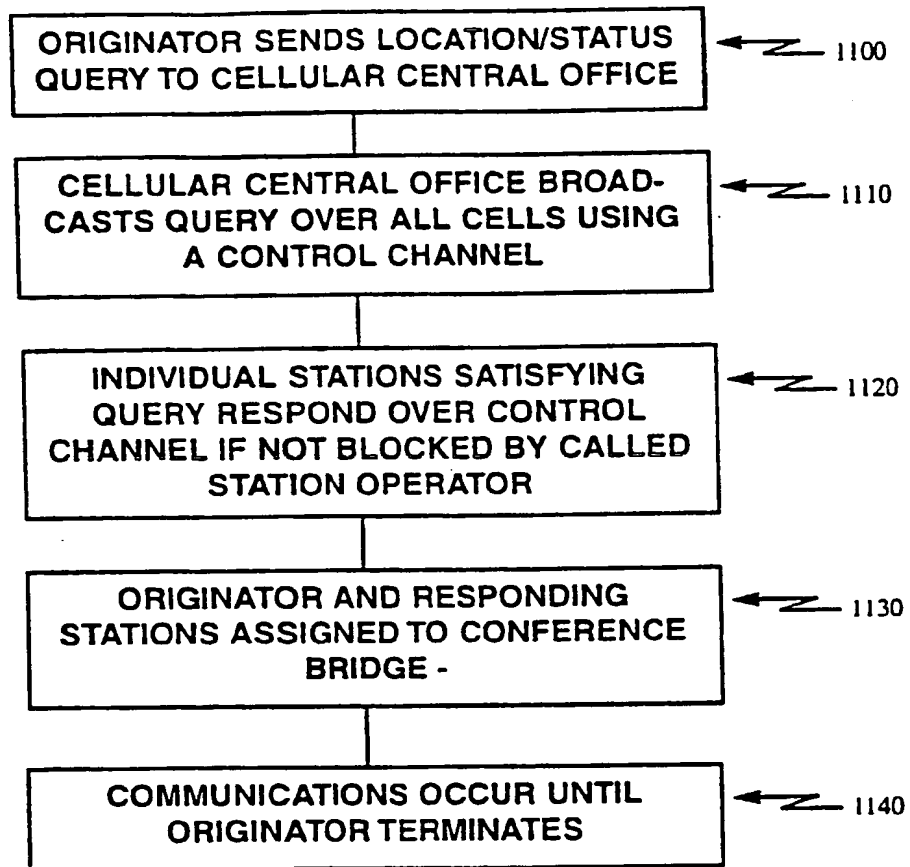 ORIGINATOR SENDS LOCATION/STATUS
QUERY TO CELLULAR CENTRAL OFFICE
1100
CELLULAR CENTRAL OFFICE BROAD-
CASTS QUERY OVER ALL CELLS USING
A CONTROL CHANNEL
1110
INDIVIDUAL STATIONS SATISFYING
QUERY RESPOND OVER CONTROL
CHANNEL IF NOT BLOCKED BY CALLED
STATION OPERATOR
1120
ORIGINATOR AND RESPONDING
STATIONS ASSIGNED TO CONFERENCE
BRIDGE -
1130
COMMUNICATIONS OCCUR UNTIL
ORIGINATOR TERMINATES
1140